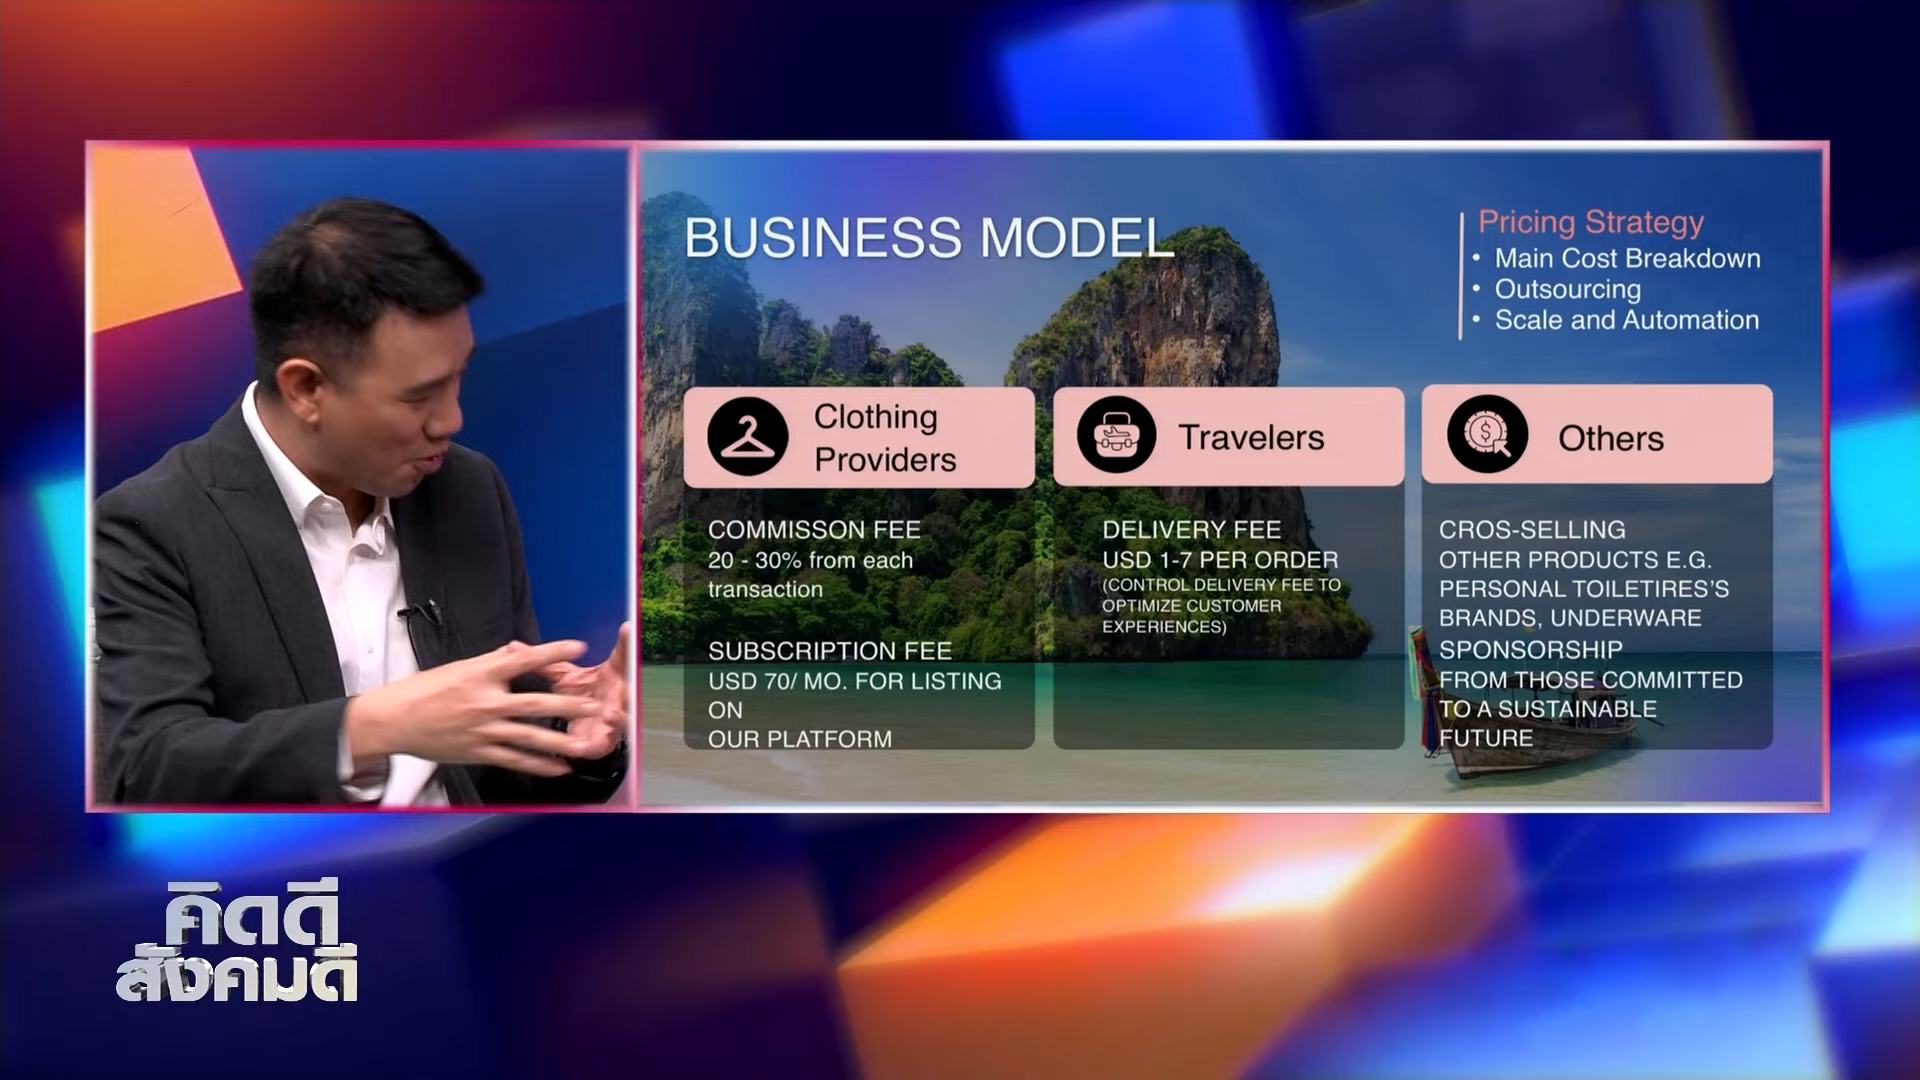 BUSINESS MODEL
Pricing Strategy
• Main Cost Breakdown
• Outsourcing
• Scale and Automation
Clothing
Providers
COMMISSON FEE
20 - 30% from each
transaction
SUBSCRIPTION FEE
USD 70/ MO. FOR LISTING
ON
OUR PLATFORM
Travelers
DELIVERY FEE
USD 1-7 PER ORDER
(CONTROL DELIVERY FEE TO
OPTIMIZE CUSTOMER
EXPERIENCES)
Others
CROS-SELLING
OTHER PRODUCTS E.G.
PERSONAL TOILETIRES'S
BRANDS, UNDERWARE
SPONSORSHIP
FROM THOSE COMMITTED
TO A SUSTAINABLE
FUTURE
คิดดี
สังคมดี